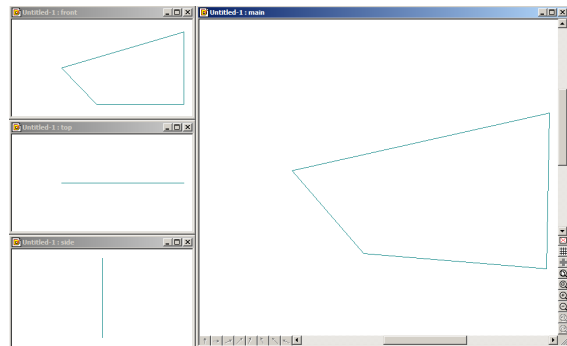 Untitled-1 : front
Untitled-1 : main
Untitled-1 : top
Untitled-1 : side